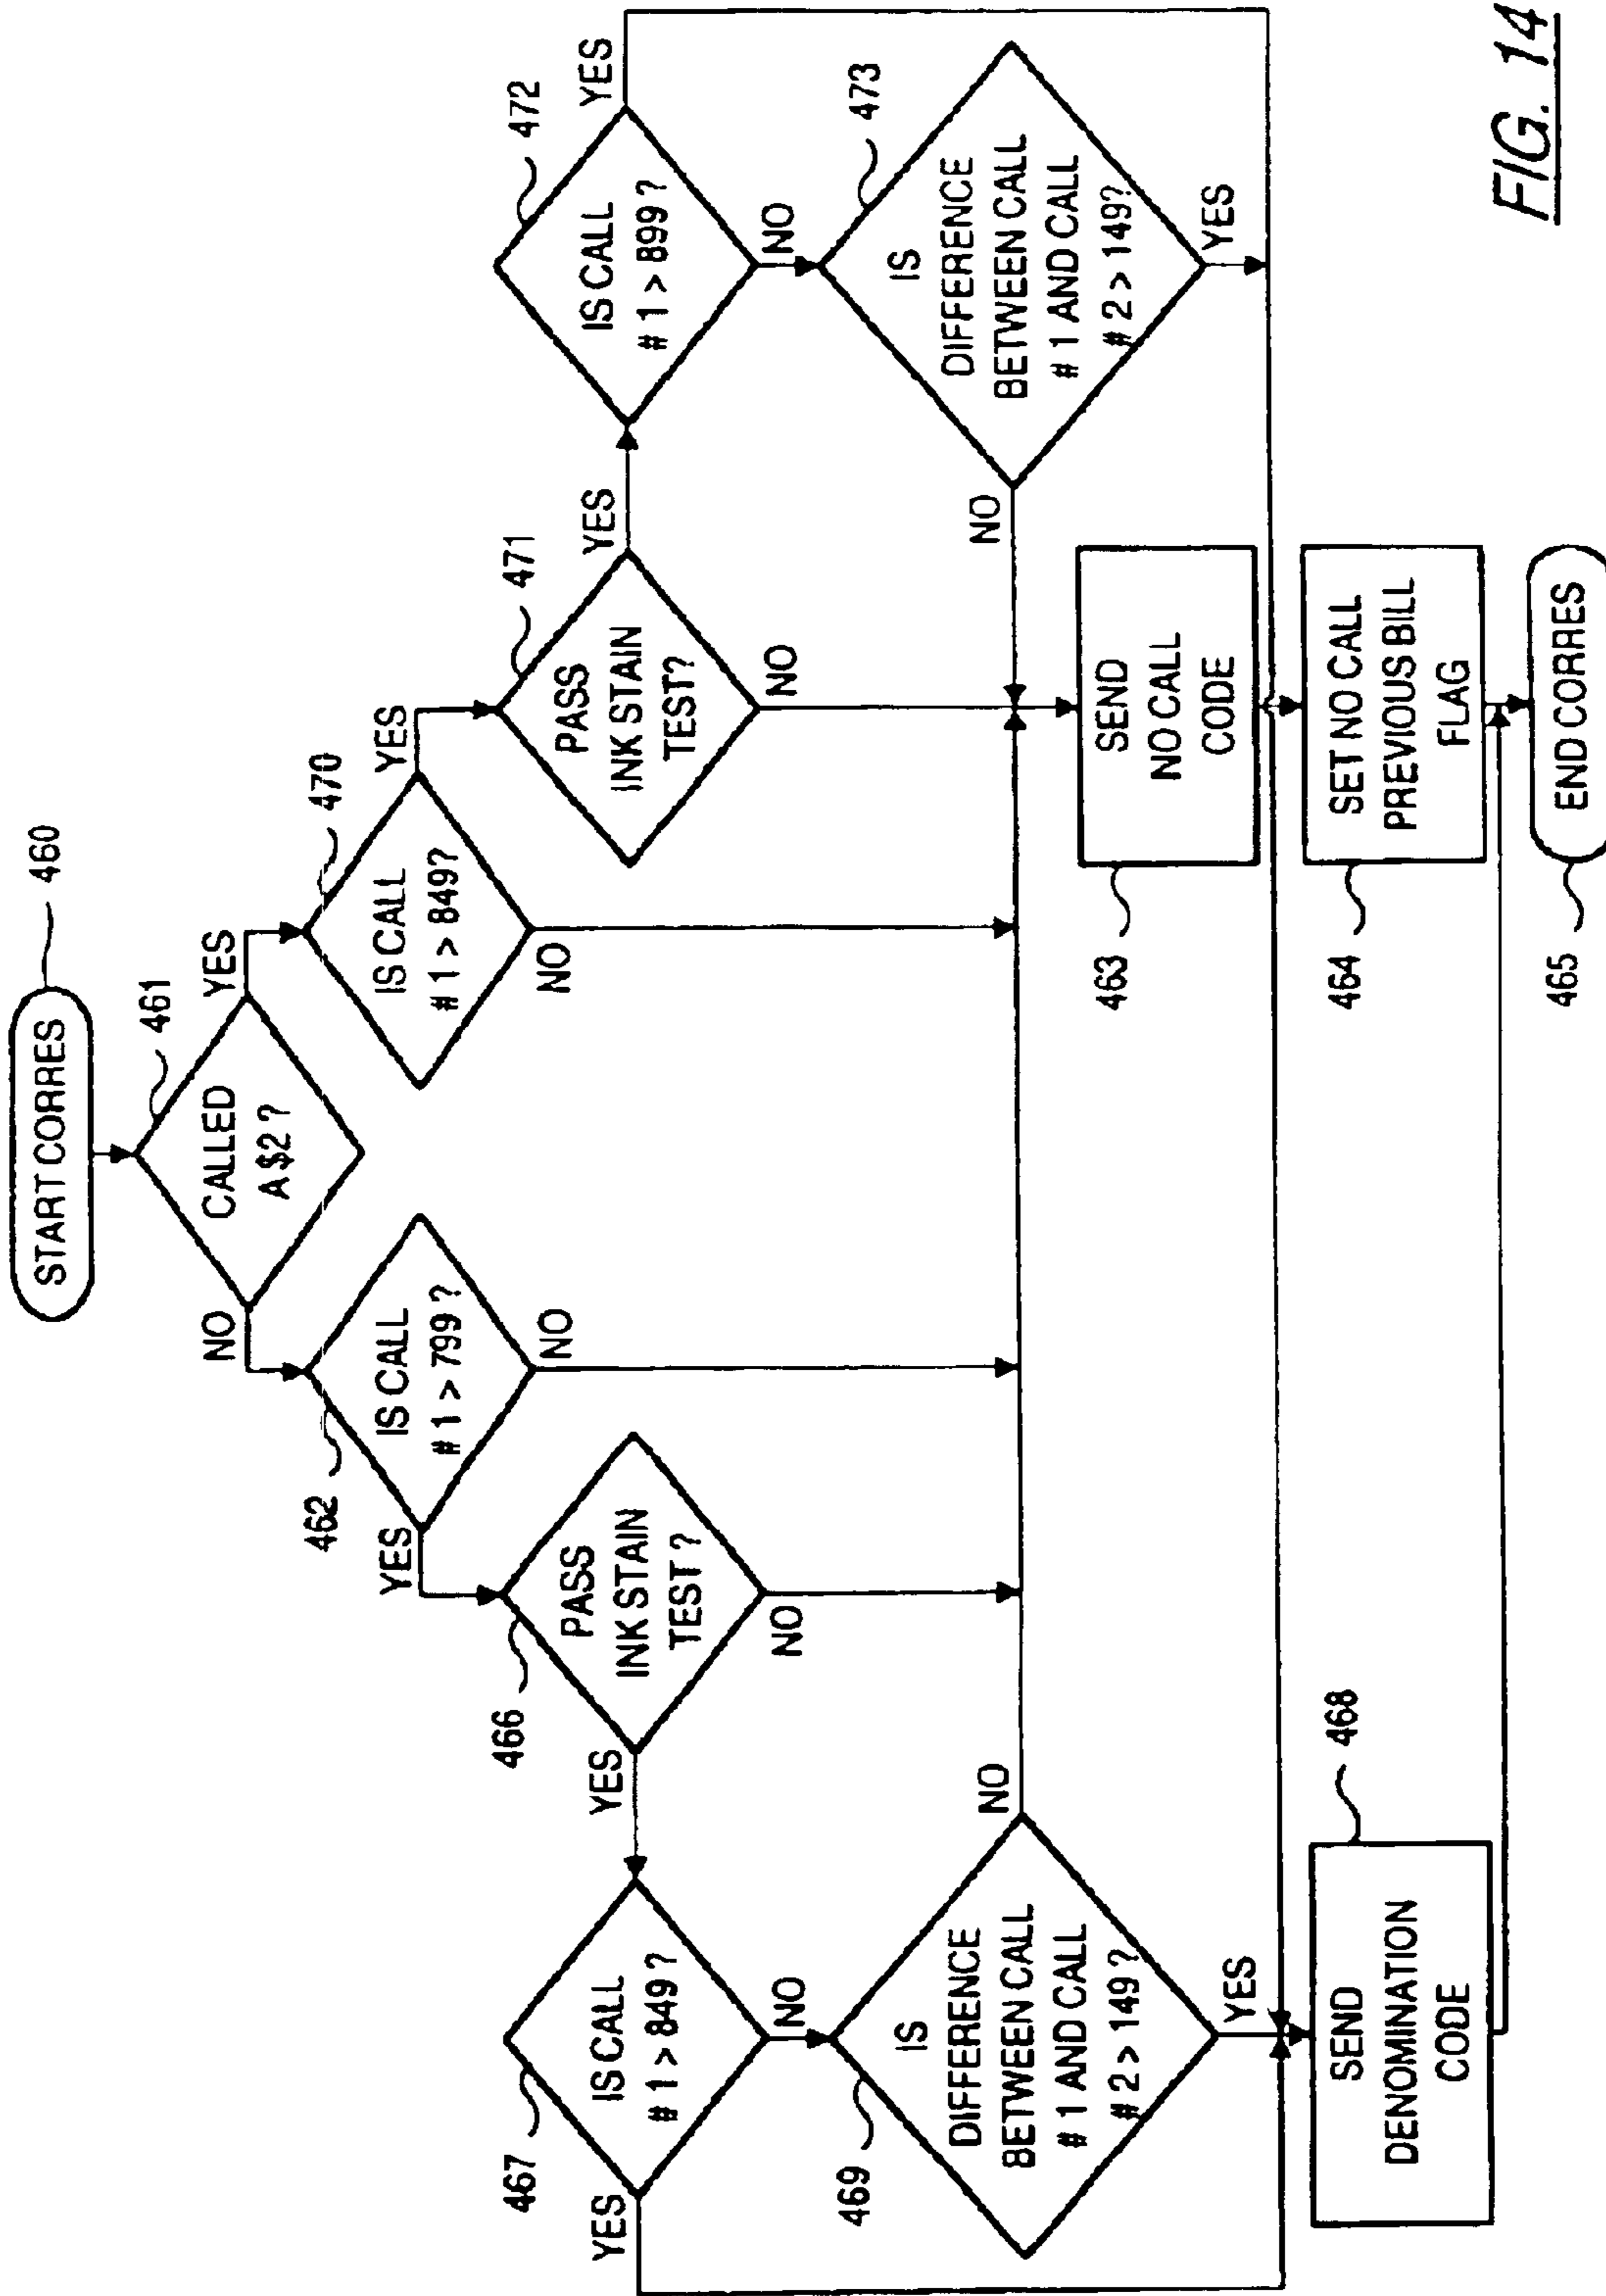 START CORRES
460
CALLED
A $2 ?
461
NO
YES
IS CALL
# 1 > 799 ?
462
YES
NO
IS CALL
# 1 > 849?
470
YES
NO
PASS
INK STAIN
TEST ?
466
YES
NO
PASS
INK STAIN
TEST?
471
YES
NO
IS CALL
# 1 > 849 ?
467
YES
NO
IS CALL
# 1 > 899 ?
472
YES
NO
IS
DIFFERENCE
BETWEEN CALL
# 1 AND CALL
# 2 > 149 ?
469
NO
YES
IS
DIFFERENCE
BETWEEN CALL
# 1 AND CALL
# 2 > 149?
473
NO
YES
SEND
NO CALL
CODE
463
SEND
DENOMINATION
CODE
468
SET NO CALL
PREVIOUS BILL
FLAG
464
END CORRES
465
FIG. 14